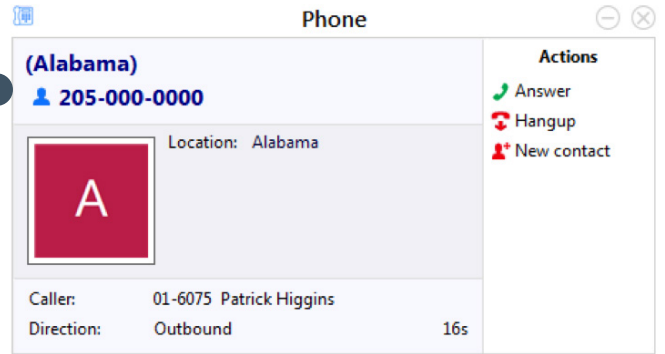 Phone
(Alabama)
205-000-0000
Location: Alabama
A
Caller: 01-6075 Patrick Higgins
Direction: Outbound 16s
Actions
Answer
Hangup
New contact